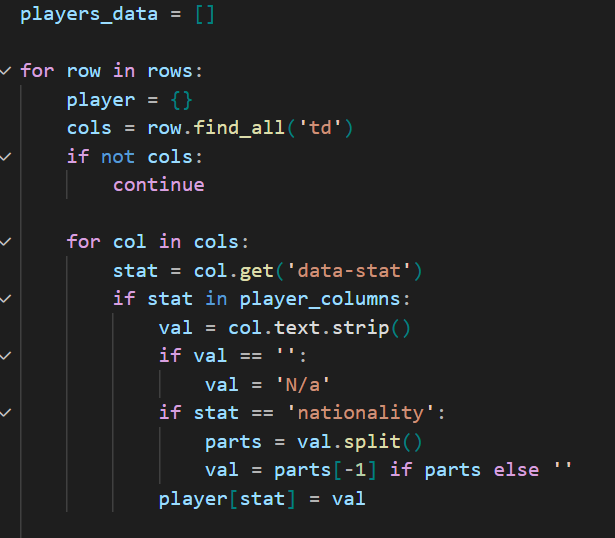 players_data = []
for row in rows:
    player = {}
    cols = row.find_all('td')
    if not cols:
        continue
    for col in cols:
        stat = col.get('data-stat')
        if stat in player_columns:
            val = col.text.strip()
            if val == '':
                val = 'N/a'
            if stat == 'nationality':
                parts = val.split()
                val = parts[-1] if parts else ''
            player[stat] = val